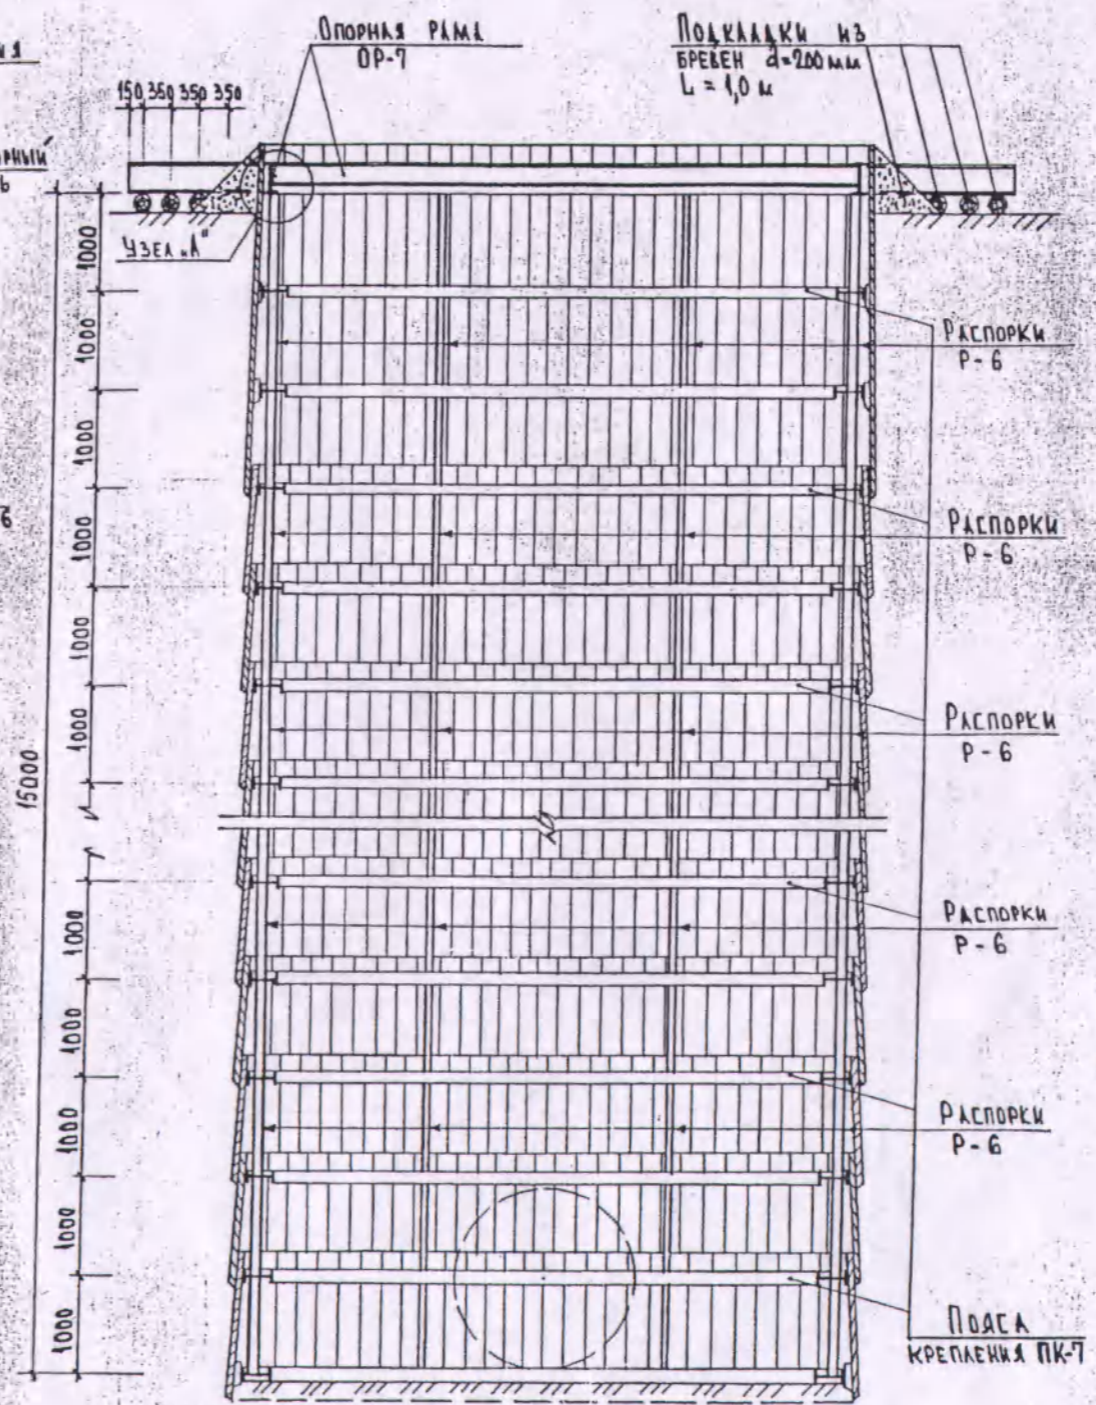 Опорная рама
ОР-7
Подкладки из
бревен d=200мм
L = 1,0 м
150 350 350 350
Узел „А"
1000
1000
1000
1000
1000
1000
15000
1000
1000
1000
1000
1000
Распорки
Р-6
Распорки
Р-6
Распорки
Р-6
Распорки
Р-6
Распорки
Р-6
Пояса
крепления ПК-7